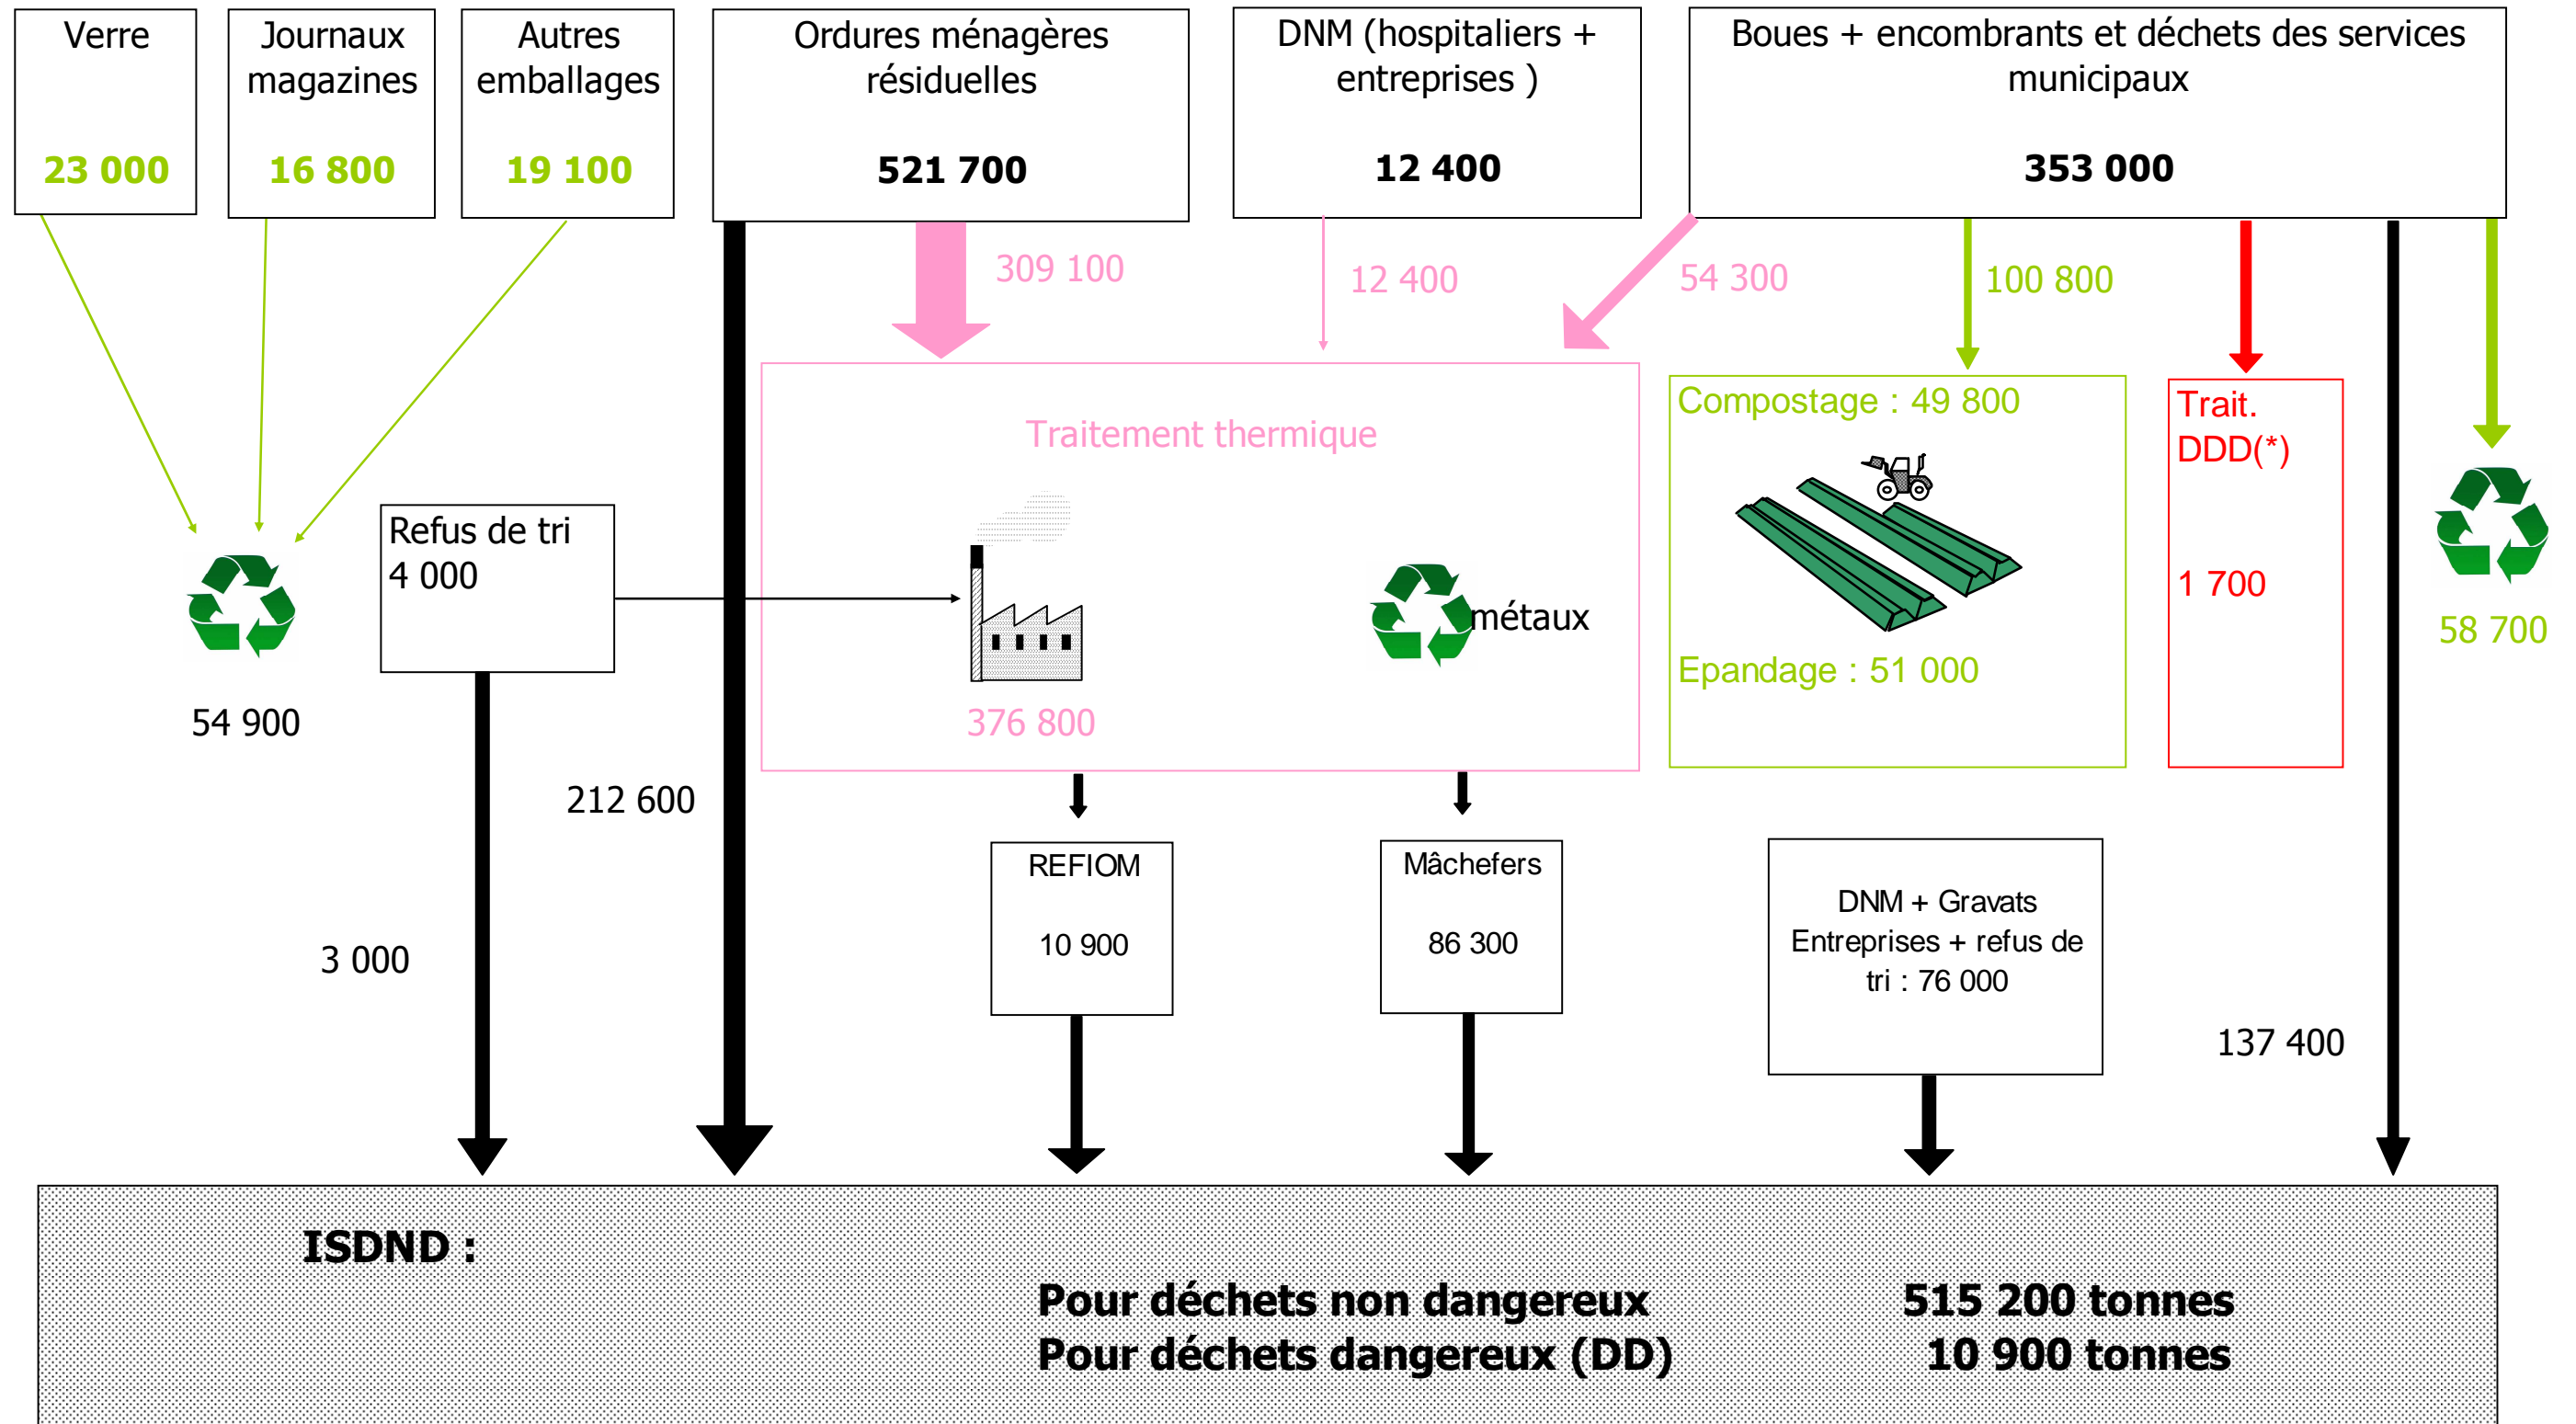 Verre
23 000
Journaux
magazines
16 800
Autres
emballages
19 100
Ordures ménagères
résiduelles
521 700
DNM (hospitaliers +
entreprises )
12 400
Boues + encombrants et déchets des services
municipaux
353 000
309 100
12 400
54 300
100 800
Traitement thermique
Compostage : 49 800
Trait.
DDD(*)
1 700
Refus de tri
4 000
métaux
58 700
Epandage : 51 000
54 900
376 800
212 600
REFIOM
10 900
Mâchefers
86 300
DNM + Gravats
Entreprises + refus de
tri : 76 000
3 000
137 400
ISDND :
Pour déchets non dangereux 515 200 tonnes
Pour déchets dangereux (DD) 10 900 tonnes